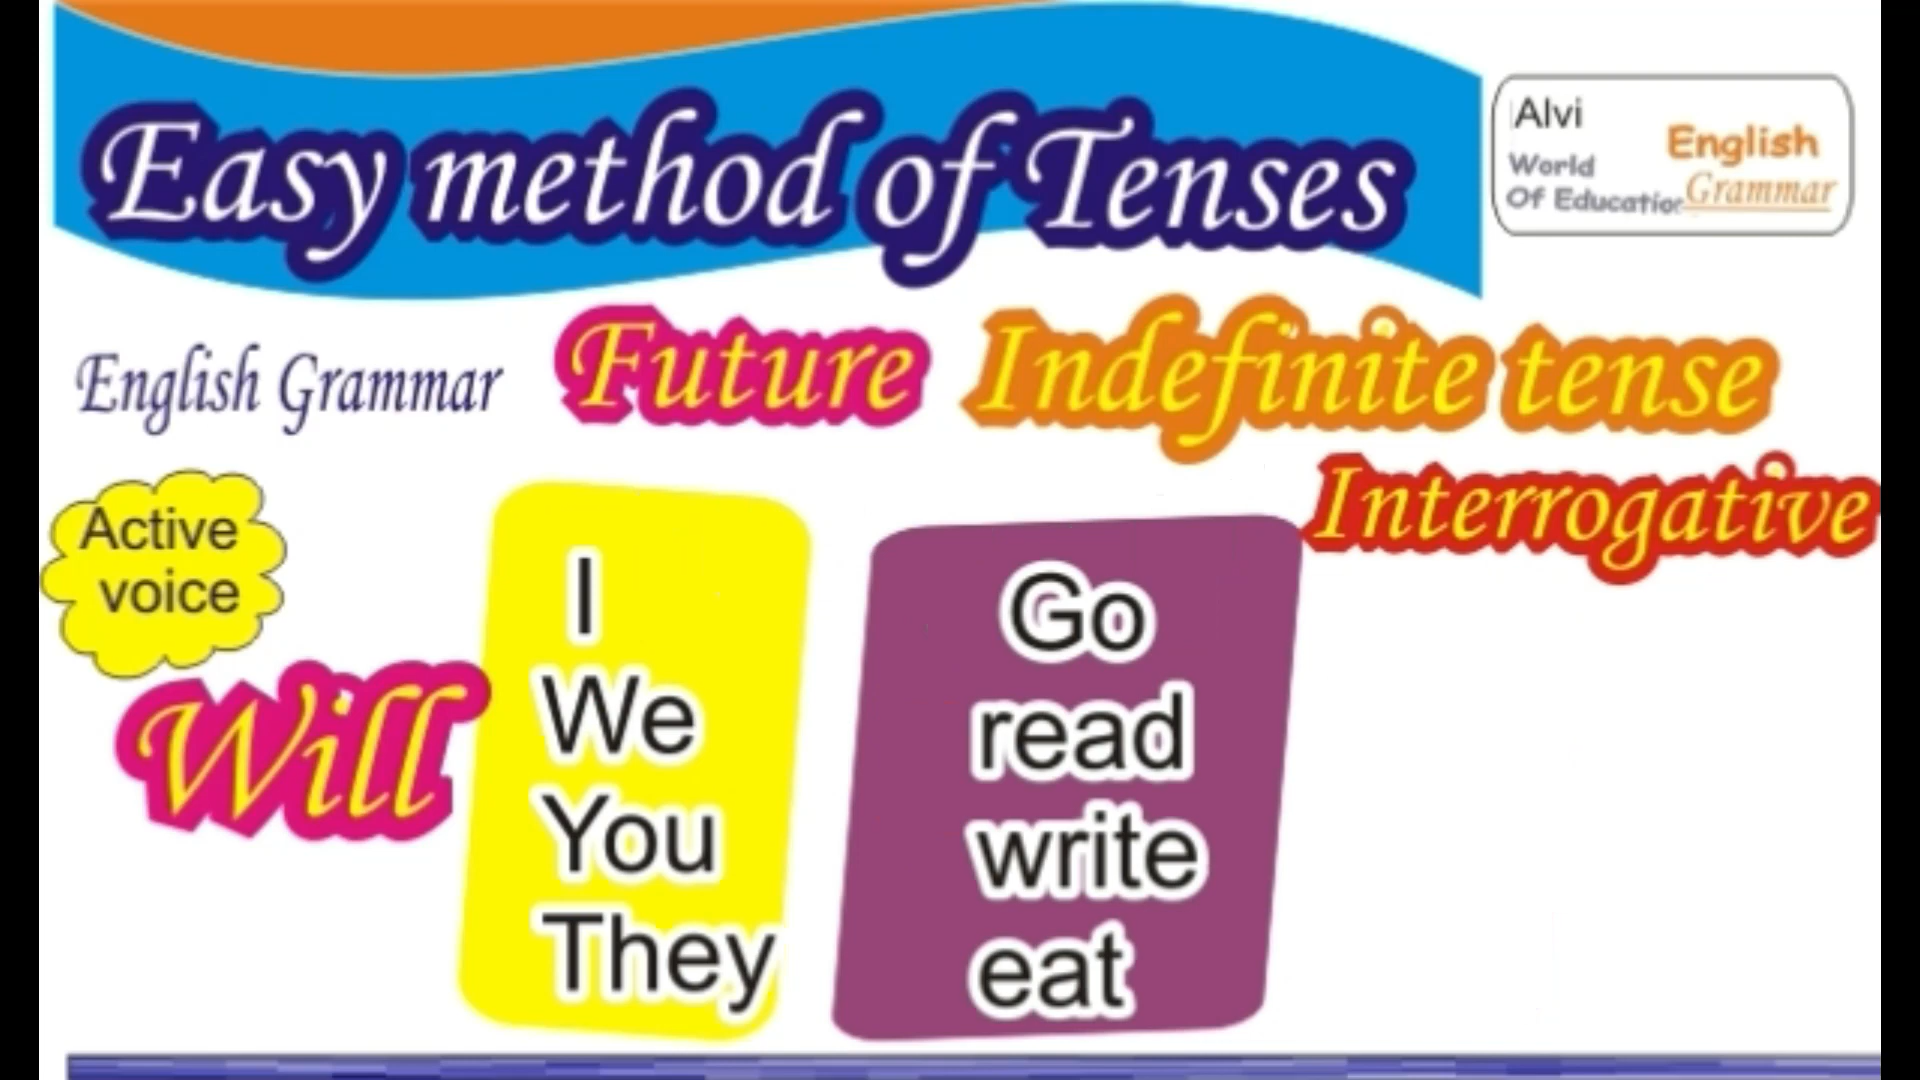 Easy method of Tenses
Alvi
World
Of Education
English
Grammar
English Grammar
Future Indefinite tense
Interrogative
Active
voice
Will
I
We
You
They
Go
read
write
eat